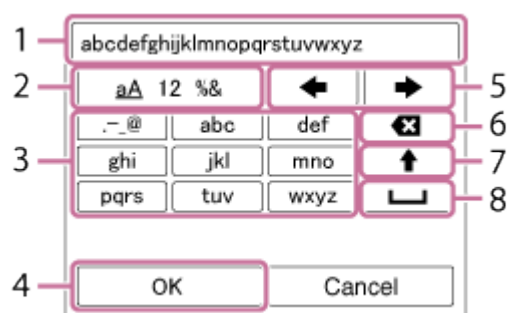 1 abcdefghijklmnopqrstuvwxyz
2 aA 12 %& 5
.-_@ abc def 6
3 ghi jkl mno 7
pqrs tuv wxyz 8
4 OK Cancel